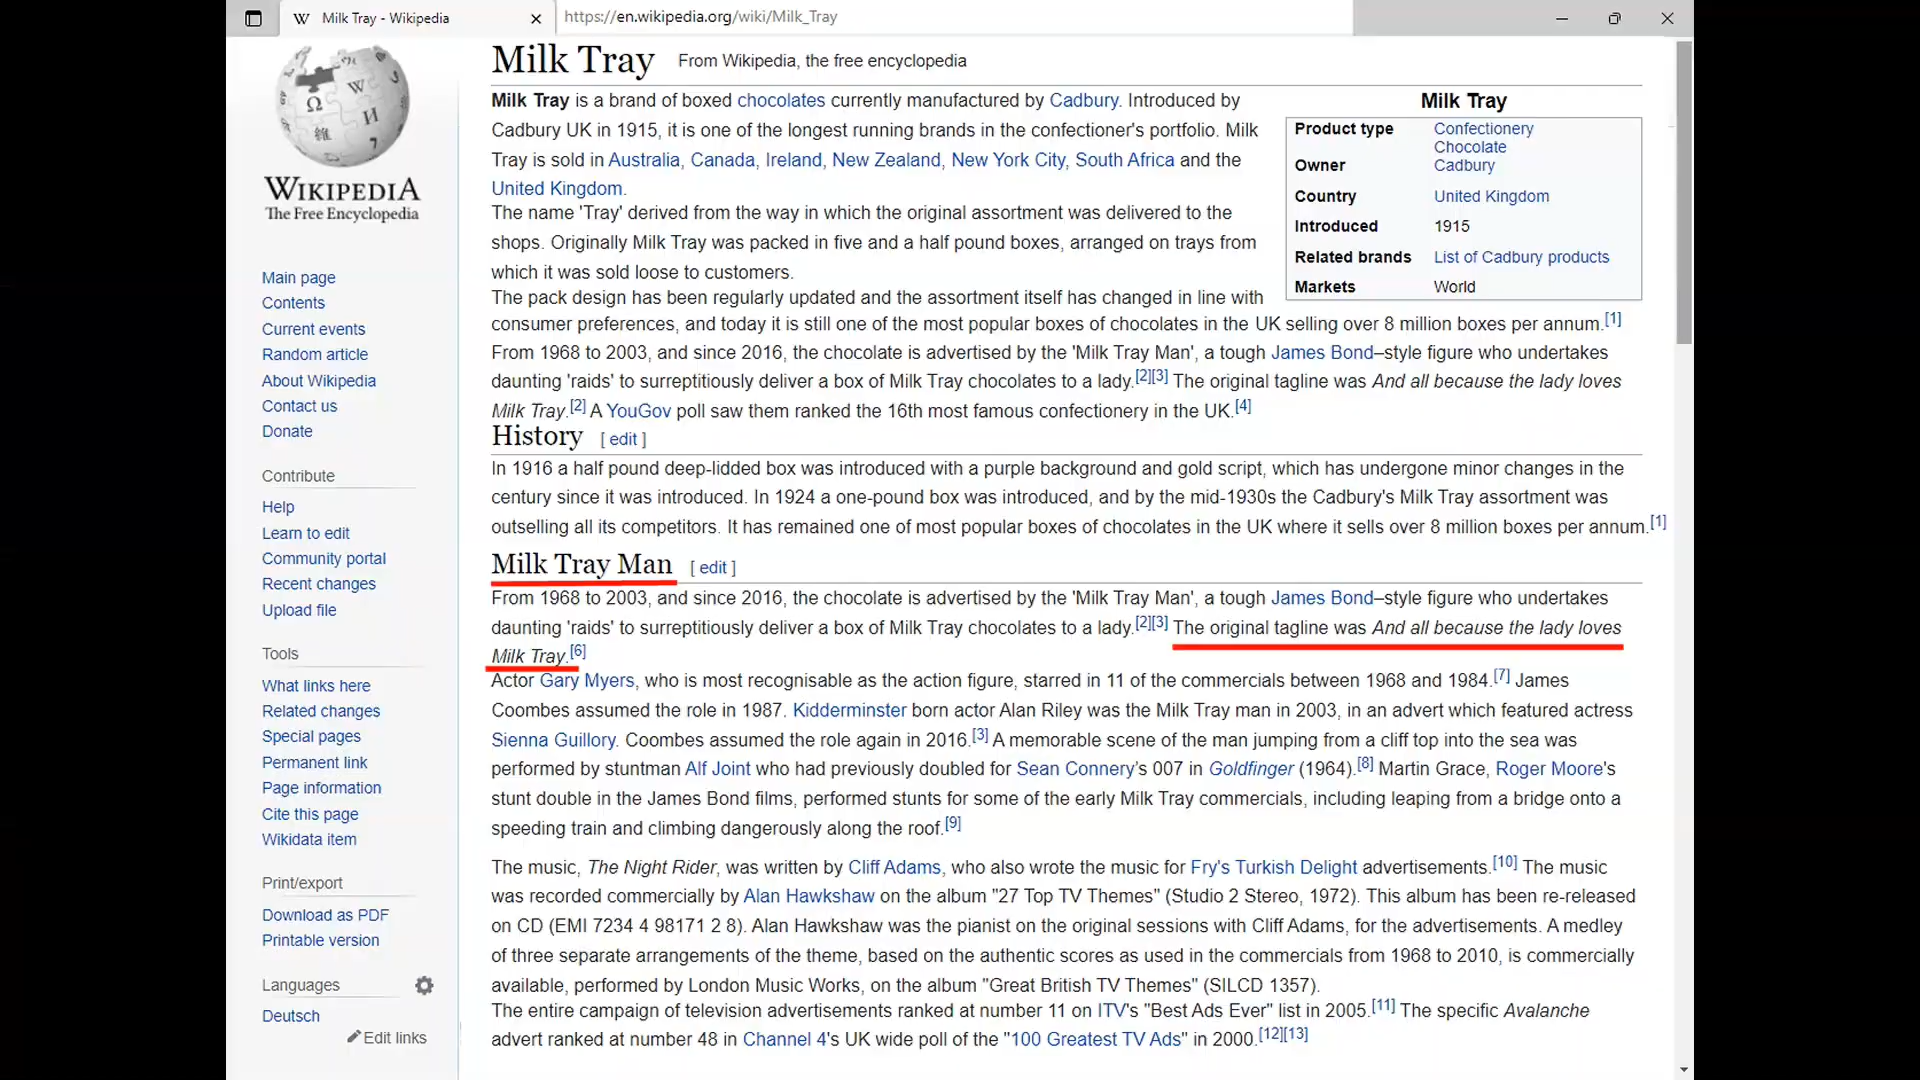 Milk Tray - Wikipedia
https://en.wikipedia.org/wiki/Milk_Tray
WIKIPEDIA
The Free Encyclopedia
Main page
Contents
Current events
Random article
About Wikipedia
Contact us
Donate
Contribute
Help
Learn to edit
Community portal
Recent changes
Upload file
Tools
What links here
Related changes
Special pages
Permanent link
Page information
Cite this page
Wikidata item
Print/export
Download as PDF
Printable version
Languages
Deutsch
Edit links
Milk Tray From Wikipedia, the free encyclopedia
Milk Tray is a brand of boxed chocolates currently manufactured by Cadbury. Introduced by
Cadbury UK in 1915, it is one of the longest running brands in the confectioner's portfolio. Milk
Tray is sold in Australia, Canada, Ireland, New Zealand, New York City, South Africa and the
United Kingdom.
The name 'Tray' derived from the way in which the original assortment was delivered to the
shops. Originally Milk Tray was packed in five and a half pound boxes, arranged on trays from
which it was sold loose to customers.
The pack design has been regularly updated and the assortment itself has changed in line with
consumer preferences, and today it is still one of the most popular boxes of chocolates in the UK selling over 8 million boxes per annum.[1]
From 1968 to 2003, and since 2016, the chocolate is advertised by the 'Milk Tray Man', a tough James Bond–style figure who undertakes
daunting 'raids' to surreptitiously deliver a box of Milk Tray chocolates to a lady.[2][3] The original tagline was And all because the lady loves
Milk Tray.[2] A YouGov poll saw them ranked the 16th most famous confectionery in the UK.[4]
Milk Tray
Product type Confectionery
Chocolate
Owner Cadbury
Country United Kingdom
Introduced 1915
Related brands List of Cadbury products
Markets World
History [ edit ]
In 1916 a half pound deep-lidded box was introduced with a purple background and gold script, which has undergone minor changes in the
century since it was introduced. In 1924 a one-pound box was introduced, and by the mid-1930s the Cadbury's Milk Tray assortment was
outselling all its competitors. It has remained one of most popular boxes of chocolates in the UK where it sells over 8 million boxes per annum.[1]
Milk Tray Man [ edit ]
From 1968 to 2003, and since 2016, the chocolate is advertised by the 'Milk Tray Man', a tough James Bond–style figure who undertakes
daunting 'raids' to surreptitiously deliver a box of Milk Tray chocolates to a lady.[2][3] The original tagline was And all because the lady loves
Milk Tray.[6]
Actor Gary Myers, who is most recognisable as the action figure, starred in 11 of the commercials between 1968 and 1984.[7] James
Coombes assumed the role in 1987. Kidderminster born actor Alan Riley was the Milk Tray man in 2003, in an advert which featured actress
Sienna Guillory. Coombes assumed the role again in 2016.[3] A memorable scene of the man jumping from a cliff top into the sea was
performed by stuntman Alf Joint who had previously doubled for Sean Connery's 007 in Goldfinger (1964).[8] Martin Grace, Roger Moore's
stunt double in the James Bond films, performed stunts for some of the early Milk Tray commercials, including leaping from a bridge onto a
speeding train and climbing dangerously along the roof.[9]
The music, The Night Rider, was written by Cliff Adams, who also wrote the music for Fry's Turkish Delight advertisements.[10] The music
was recorded commercially by Alan Hawkshaw on the album "27 Top TV Themes" (Studio 2 Stereo, 1972). This album has been re-released
on CD (EMI 7234 4 98171 2 8). Alan Hawkshaw was the pianist on the original sessions with Cliff Adams, for the advertisements. A medley
of three separate arrangements of the theme, based on the authentic scores as used in the commercials from 1968 to 2010, is commercially
available, performed by London Music Works, on the album "Great British TV Themes" (SILCD 1357).
The entire campaign of television advertisements ranked at number 11 on ITV's "Best Ads Ever" list in 2005.[11] The specific Avalanche
advert ranked at number 48 in Channel 4's UK wide poll of the "100 Greatest TV Ads" in 2000.[12][13]